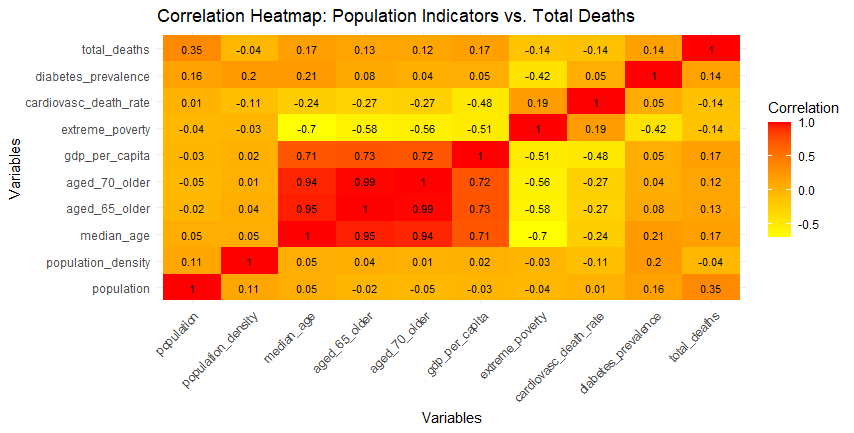 Correlation Heatmap: Population Indicators vs. Total Deaths
Variables
total_deaths 0.35 -0.04 0.17 0.13 0.12 0.17 -0.14 -0.14 0.14 1
diabetes_prevalence 0.16 0.2 0.21 0.08 0.04 0.05 -0.42 0.05 1 0.14
cardiovasc_death_rate 0.01 -0.11 -0.24 -0.27 -0.27 -0.48 0.19 1 0.05 -0.14
extreme_poverty -0.04 -0.03 -0.7 -0.58 -0.56 -0.51 1 0.19 -0.42 -0.14
gdp_per_capita -0.03 0.02 0.71 0.73 0.72 1 -0.51 -0.48 0.05 0.17
aged_70_older -0.05 0.01 0.94 0.99 1 0.72 -0.56 -0.27 0.04 0.12
aged_65_older -0.02 0.04 0.95 1 0.99 0.73 -0.58 -0.27 0.08 0.13
median_age 0.05 0.05 1 0.95 0.94 0.71 -0.7 -0.24 0.21 0.17
population_density 0.11 1 0.05 0.04 0.01 0.02 -0.03 -0.11 0.2 -0.04
population 1 0.11 0.05 -0.02 -0.05 -0.03 -0.04 0.01 0.16 0.35
population
population_density
median_age
aged_65_older
aged_70_older
gdp_per_capita
extreme_poverty
cardiovasc_death_rate
diabetes_prevalence
total_deaths
Variables
Correlation
1.0
0.5
0.0
-0.5